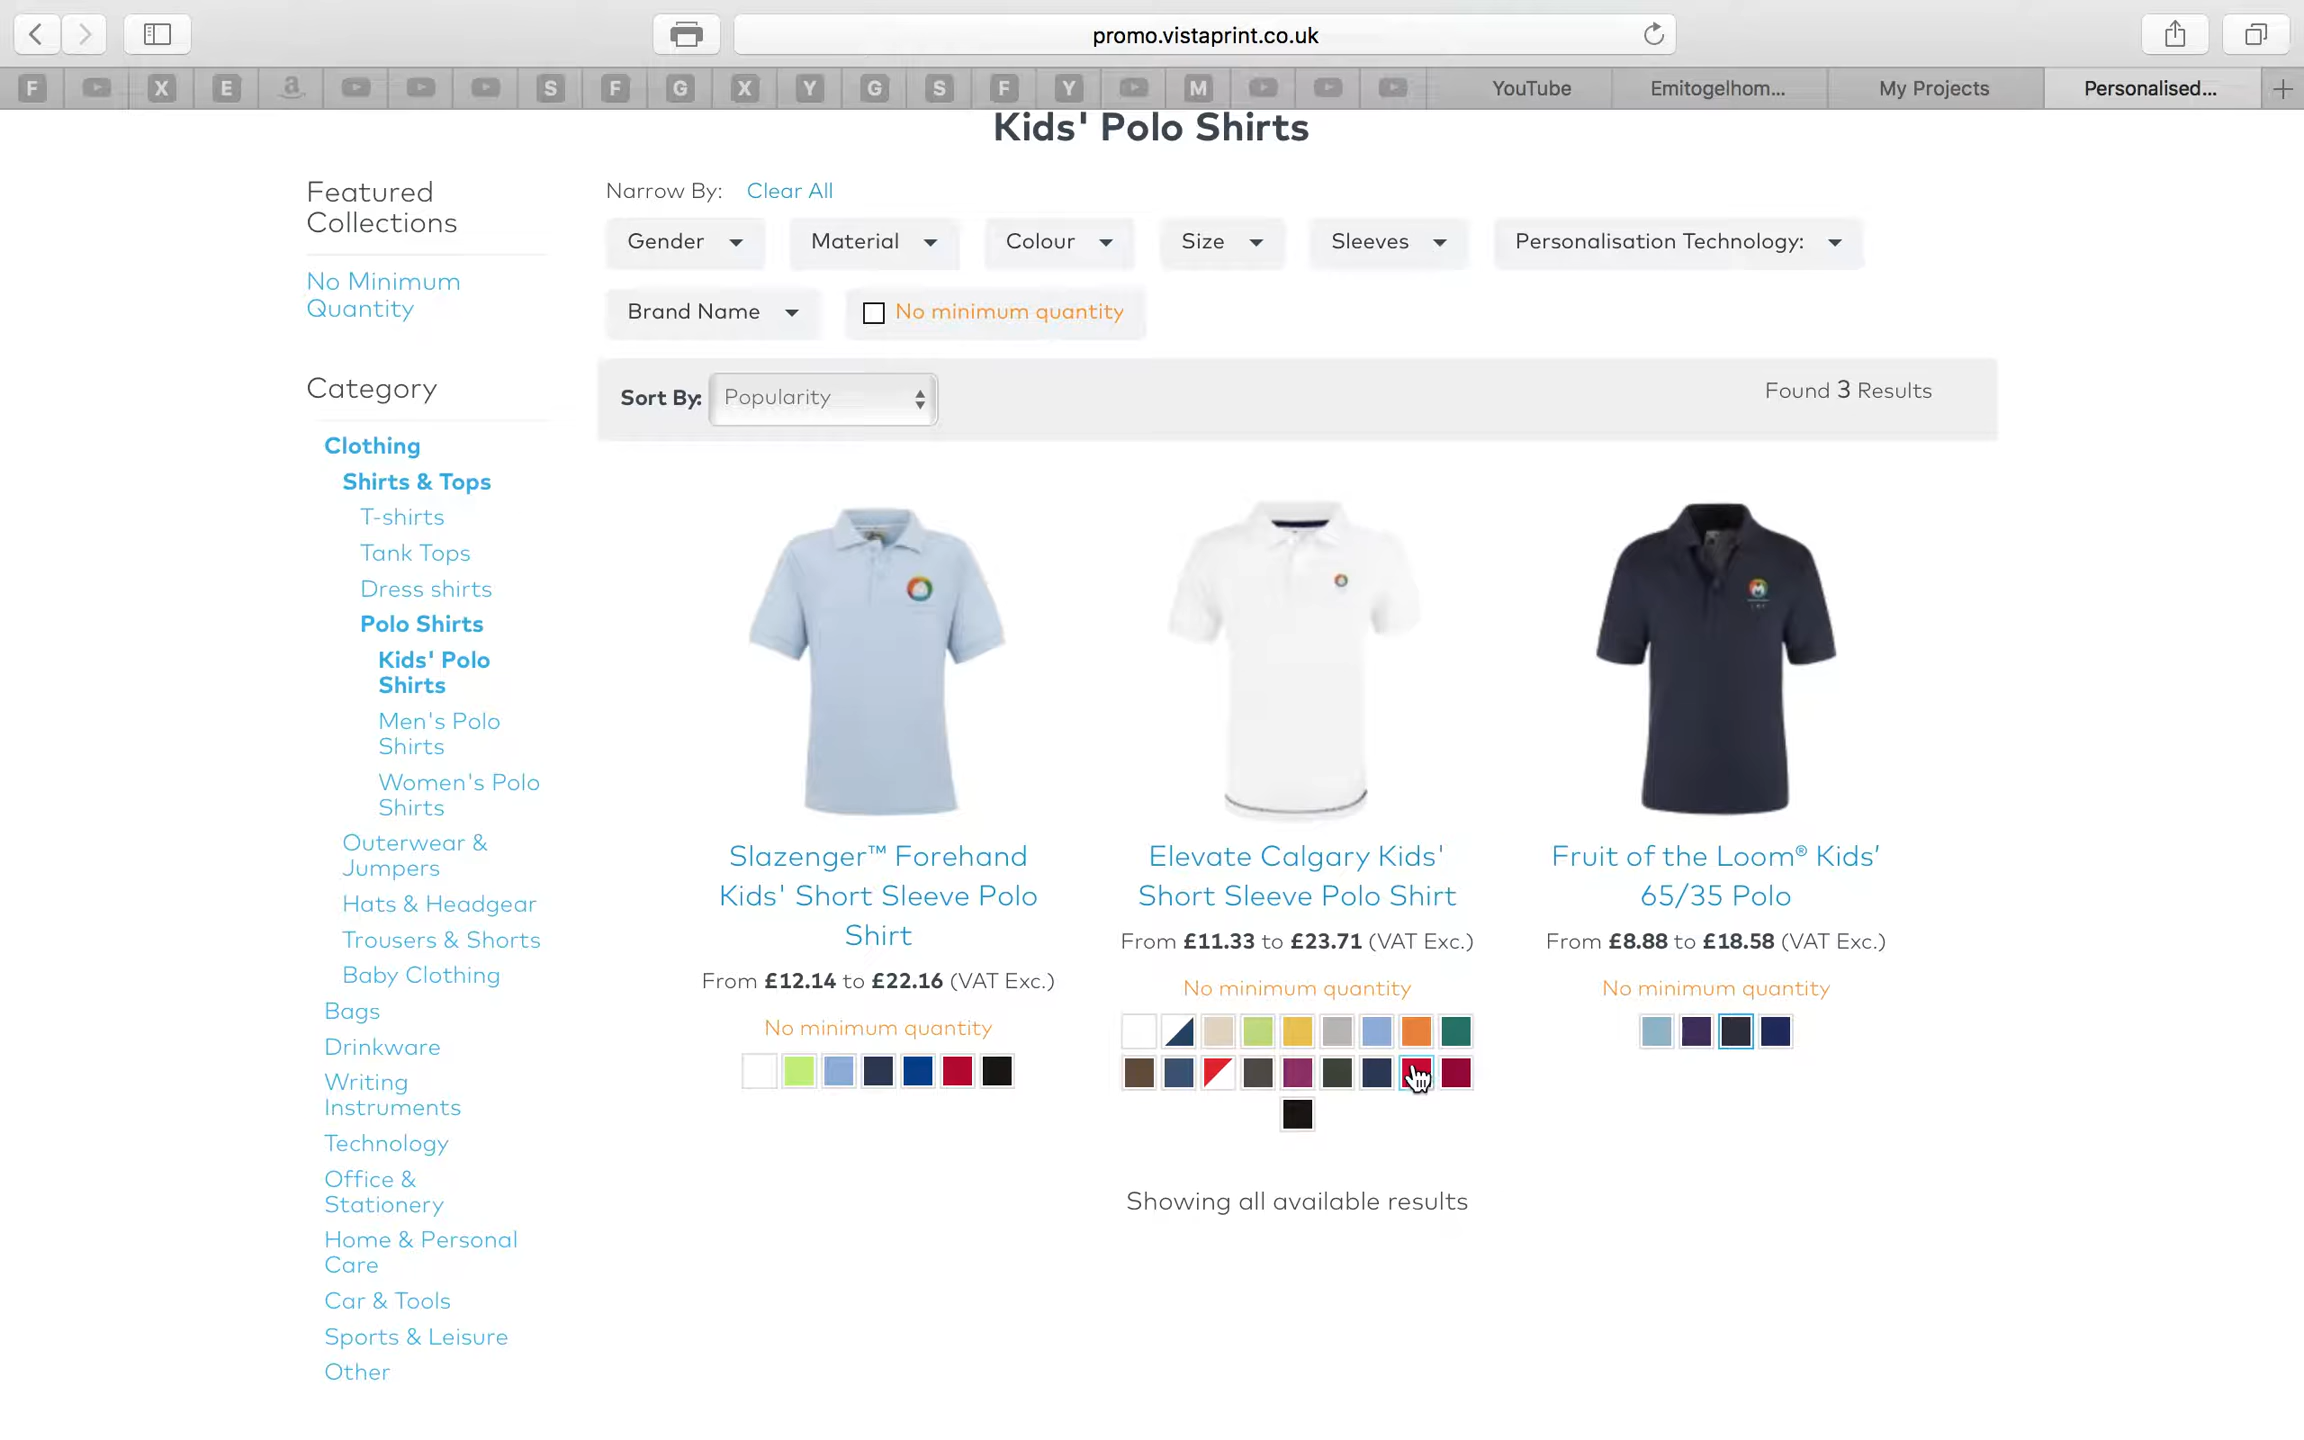 promo.vistaprint.co.uk
F X E a S F G X Y G S F Y M YouTube Emitogelhom... My Projects Personalised...
Kids' Polo Shirts
Featured
Collections
No Minimum
Quantity
Category
Clothing
Shirts & Tops
T-shirts
Tank Tops
Dress shirts
Polo Shirts
Kids' Polo
Shirts
Men's Polo
Shirts
Women's Polo
Shirts
Outerwear &
Jumpers
Hats & Headgear
Trousers & Shorts
Baby Clothing
Bags
Drinkware
Writing
Instruments
Technology
Office &
Stationery
Home & Personal
Care
Car & Tools
Sports & Leisure
Other
Narrow By: Clear All
Gender Material Colour Size Sleeves Personalisation Technology:
Brand Name No minimum quantity
Sort By: Popularity Found 3 Results
Slazenger™ Forehand
Kids' Short Sleeve Polo
Shirt
From £12.14 to £22.16 (VAT Exc.)
No minimum quantity
Elevate Calgary Kids'
Short Sleeve Polo Shirt
From £11.33 to £23.71 (VAT Exc.)
No minimum quantity
Fruit of the Loom® Kids’
65/35 Polo
From £8.88 to £18.58 (VAT Exc.)
No minimum quantity
Showing all available results